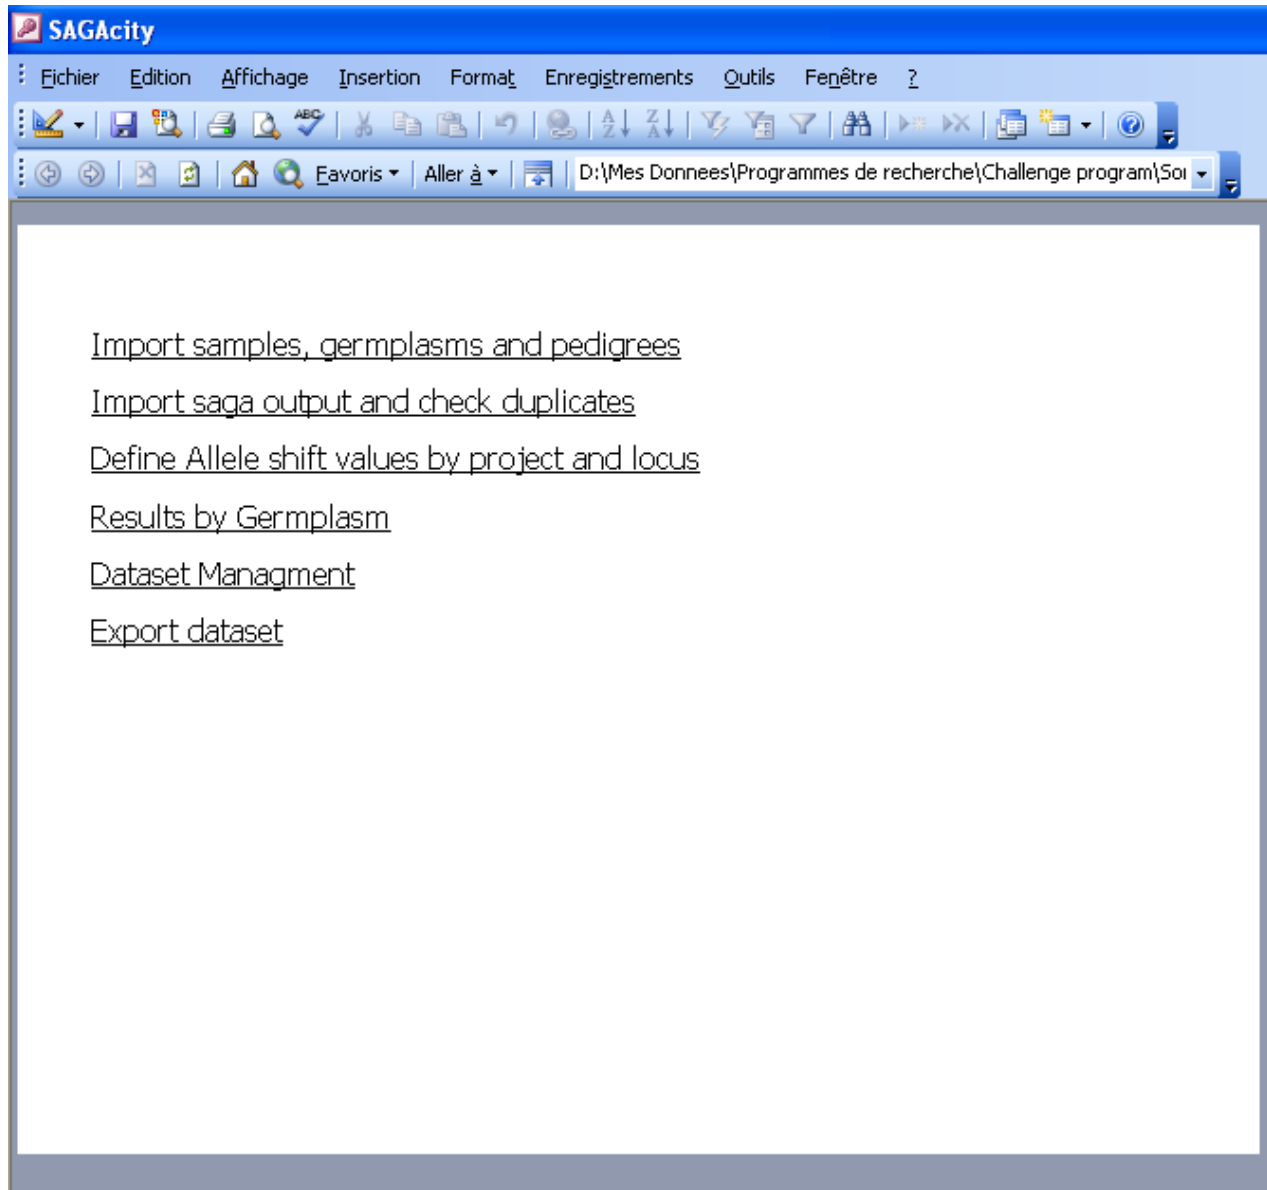 SAGAcity
Fichier Edition Affichage Insertion Format Enregistrements Outils Fenêtre ?
ABC A Z Z A
Favoris Aller à D:\Mes Donnees\Programmes de recherche\Challenge program\Sor
Import samples, germplasms and pedigrees
Import saga output and check duplicates
Define Allele shift values by project and locus
Results by Germplasm
Dataset Managment
Export dataset